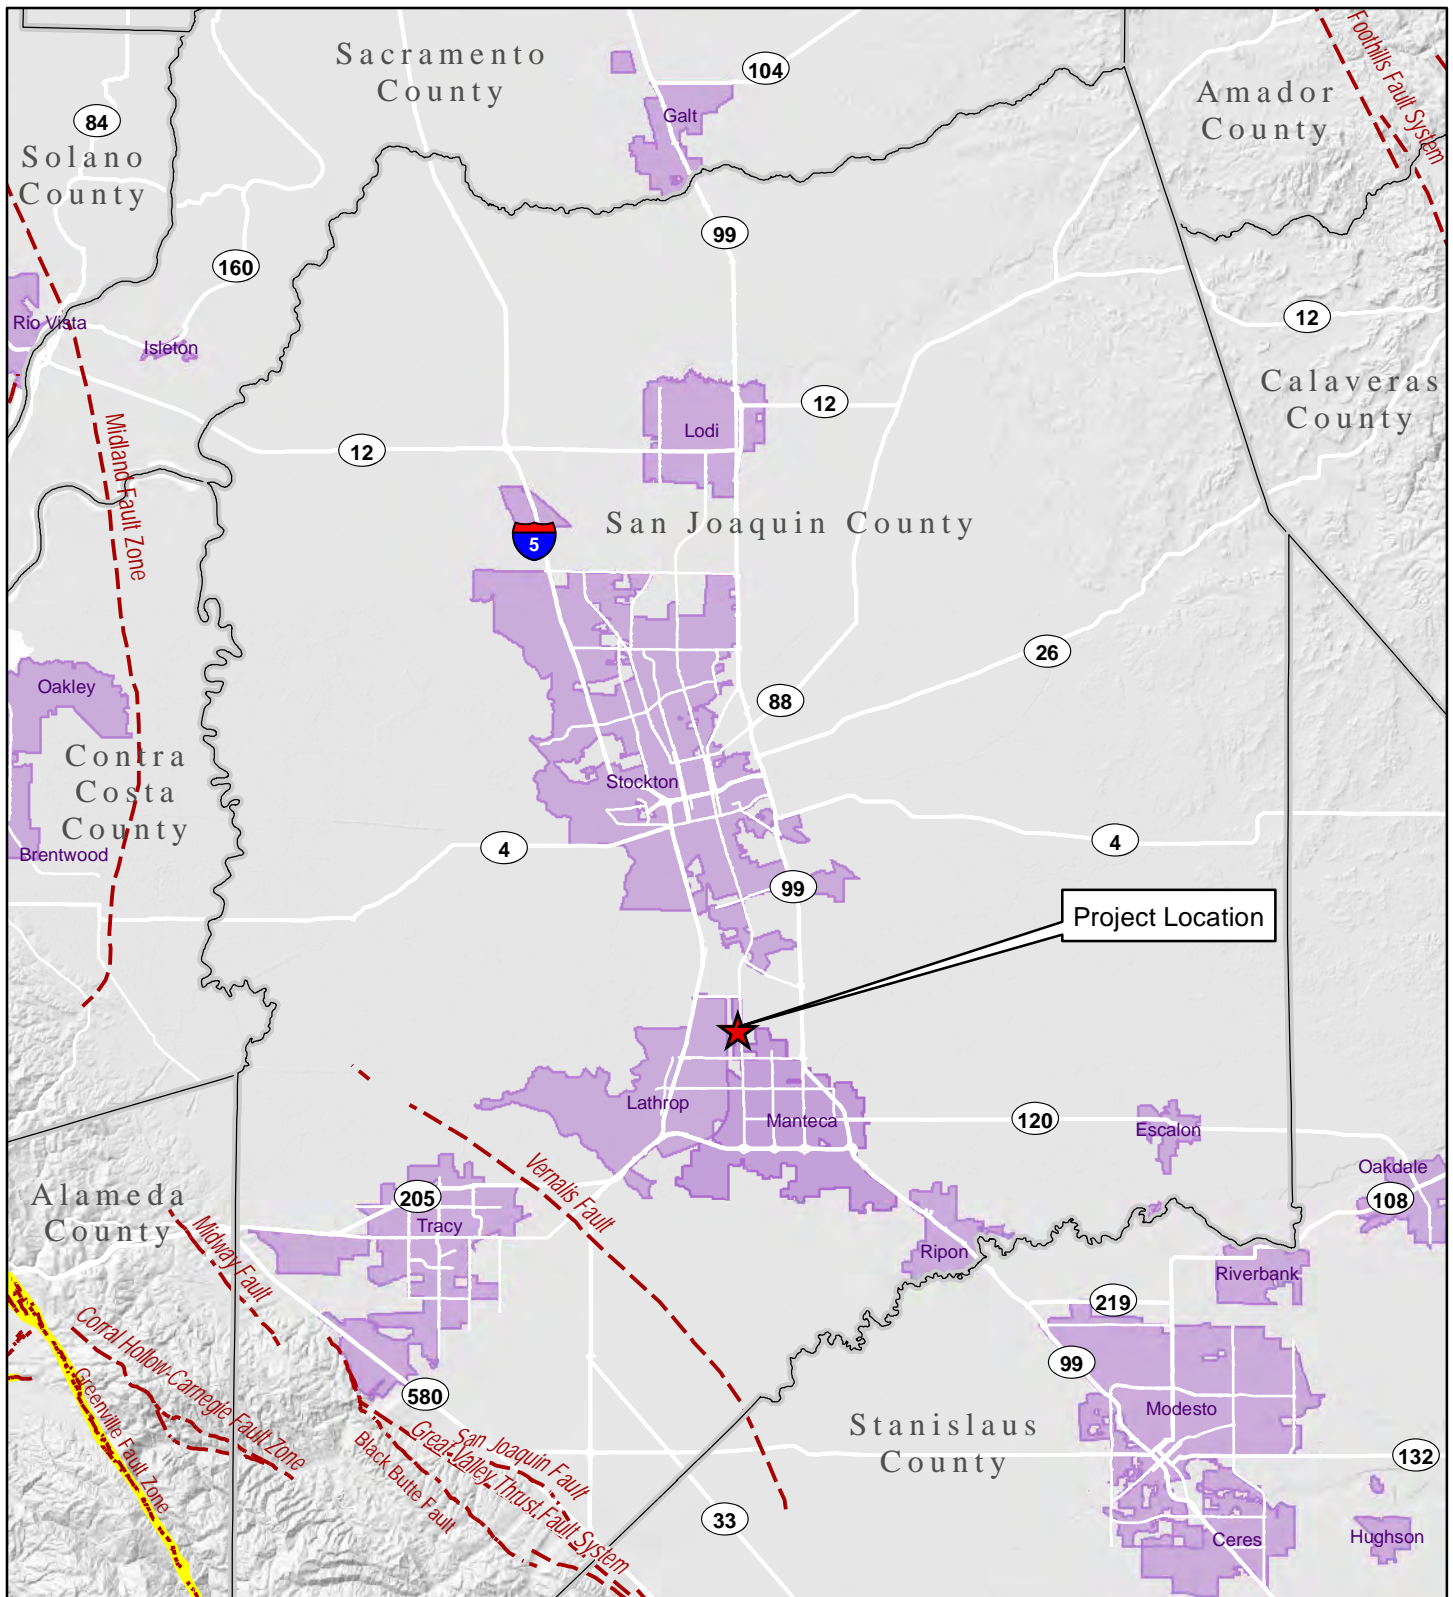 Sacramento
County
104
Foothills Fault System
Amador
County
Galt
84
Solano
County
99
160
Rio Vista
Isleton
12
Calaveras
County
12
Lodi
12
Midland Fault Zone
San Joaquin County
5
26
Oakley
88
Contra
Costa
County
Stockton
4
4
Brentwood
99
Project Location
Lathrop
Manteca
120
Escalon
Oakdale
108
Alameda
County
205
Tracy
Vernalis Fault
Midway Fault
Ripon
Riverbank
219
99
Corral Hollow-Carnegie Fault Zone
Greenville Fault Zone
580
Modesto
Stanislaus
County
San Joaquin Fault
Great Valley Thrust Fault System
Black Butte Fault
132
33
Ceres
Hughson